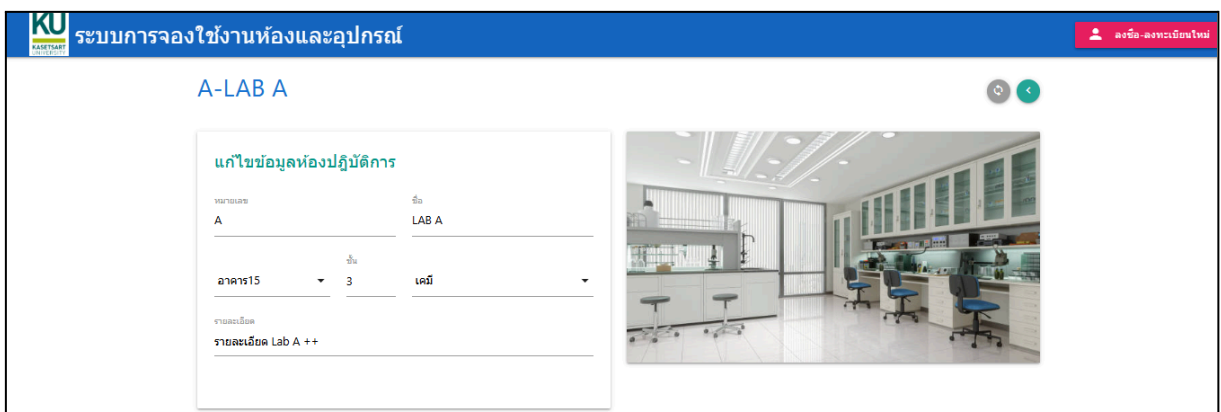 KU
KASETSART
UNIVERSITY
ระบบการจองใช้งานห้องและอุปกรณ์
ลงชื่อ-ลงทะเบียนใหม่
A-LAB A
แก้ไขข้อมูลห้องปฏิบัติการ
หมายเลข ชื่อ
A LAB A
ชั้น
อาคาร15 3 เคมี
รายละเอียด
รายละเอียด Lab A ++